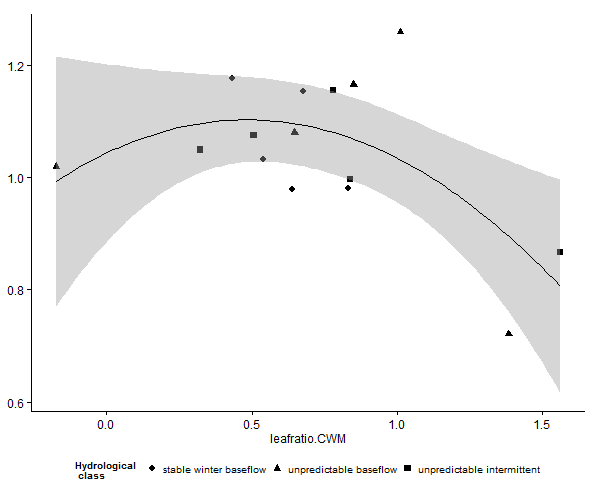 1.2
1.0
0.8
0.6
0.0 0.5 1.0 1.5
leafratio.CWM
Hydrological
class
stable winter baseflow unpredictable baseflow unpredictable intermittent